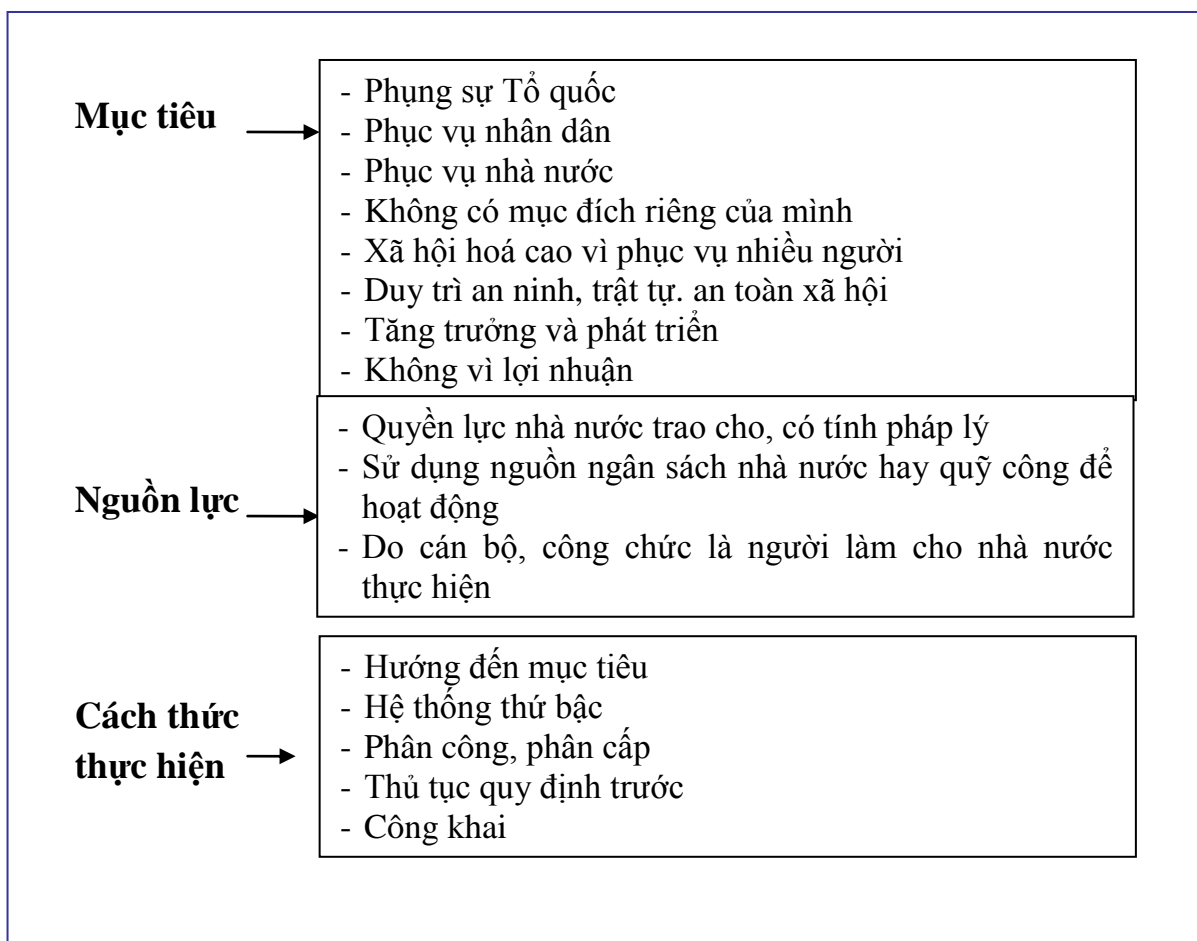 Mục tiêu
- Phụng sự Tổ quốc
- Phục vụ nhân dân
- Phục vụ nhà nước
- Không có mục đích riêng của mình
- Xã hội hoá cao vì phục vụ nhiều người
- Duy trì an ninh, trật tự. an toàn xã hội
- Tăng trưởng và phát triển
- Không vì lợi nhuận
Nguồn lực
- Quyền lực nhà nước trao cho, có tính pháp lý
- Sử dụng nguồn ngân sách nhà nước hay quỹ công để
hoạt động
- Do cán bộ, công chức là người làm cho nhà nước
thực hiện
Cách thức
thực hiện
- Hướng đến mục tiêu
- Hệ thống thứ bậc
- Phân công, phân cấp
- Thủ tục quy định trước
- Công khai